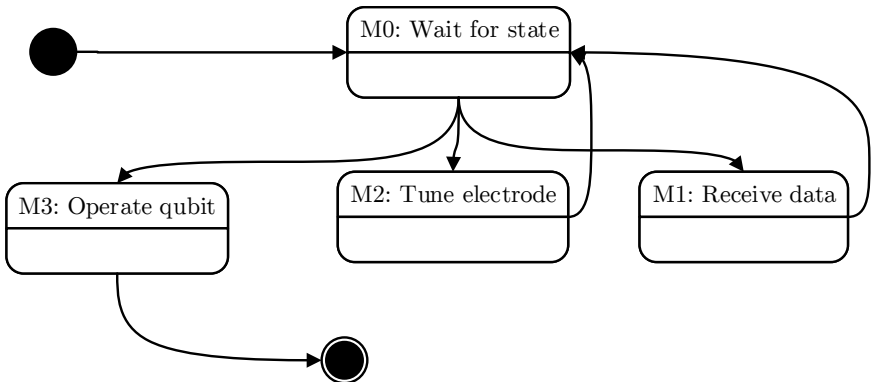 M0: Wait for state
M3: Operate qubit
M2: Tune electrode
M1: Receive data